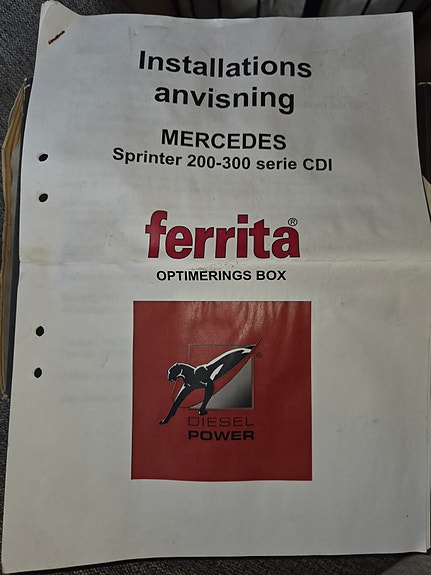 Installations
anvisning
MERCEDES
Sprinter 200-300 serie CDI
ferrita®
OPTIMERINGS BOX
®
DIESEL
POWER